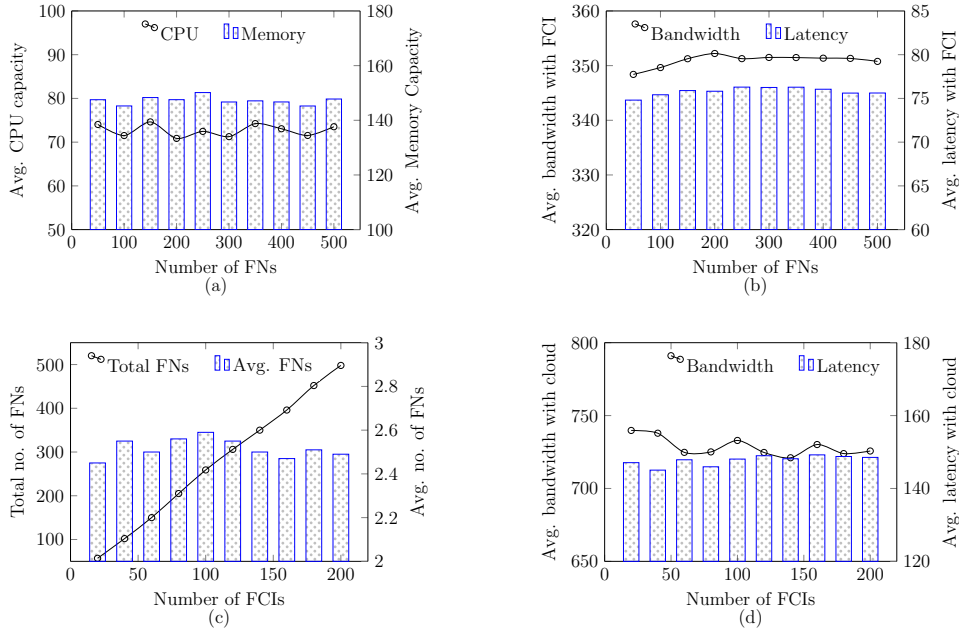 100
90
80
70
60
50
180
160
140
120
100
CPU
Memory
Avg. CPU capacity
Avg. Memory Capacity
0
100
200
300
400
500
Number of FNs
(a)
360
350
340
330
320
85
80
75
70
65
60
Bandwidth
Latency
Avg. bandwidth with FCI
Avg. latency with FCI
0
100
200
300
400
500
Number of FNs
(b)
500
400
300
200
100
3
2.8
2.6
2.4
2.2
2
Total FNs
Avg. FNs
Total no. of FNs
Avg. no. of FNs
0
50
100
150
200
Number of FCIs
(c)
800
750
700
650
180
160
140
120
Bandwidth
Latency
Avg. bandwidth with cloud
Avg. latency with cloud
0
50
100
150
200
Number of FCIs
(d)